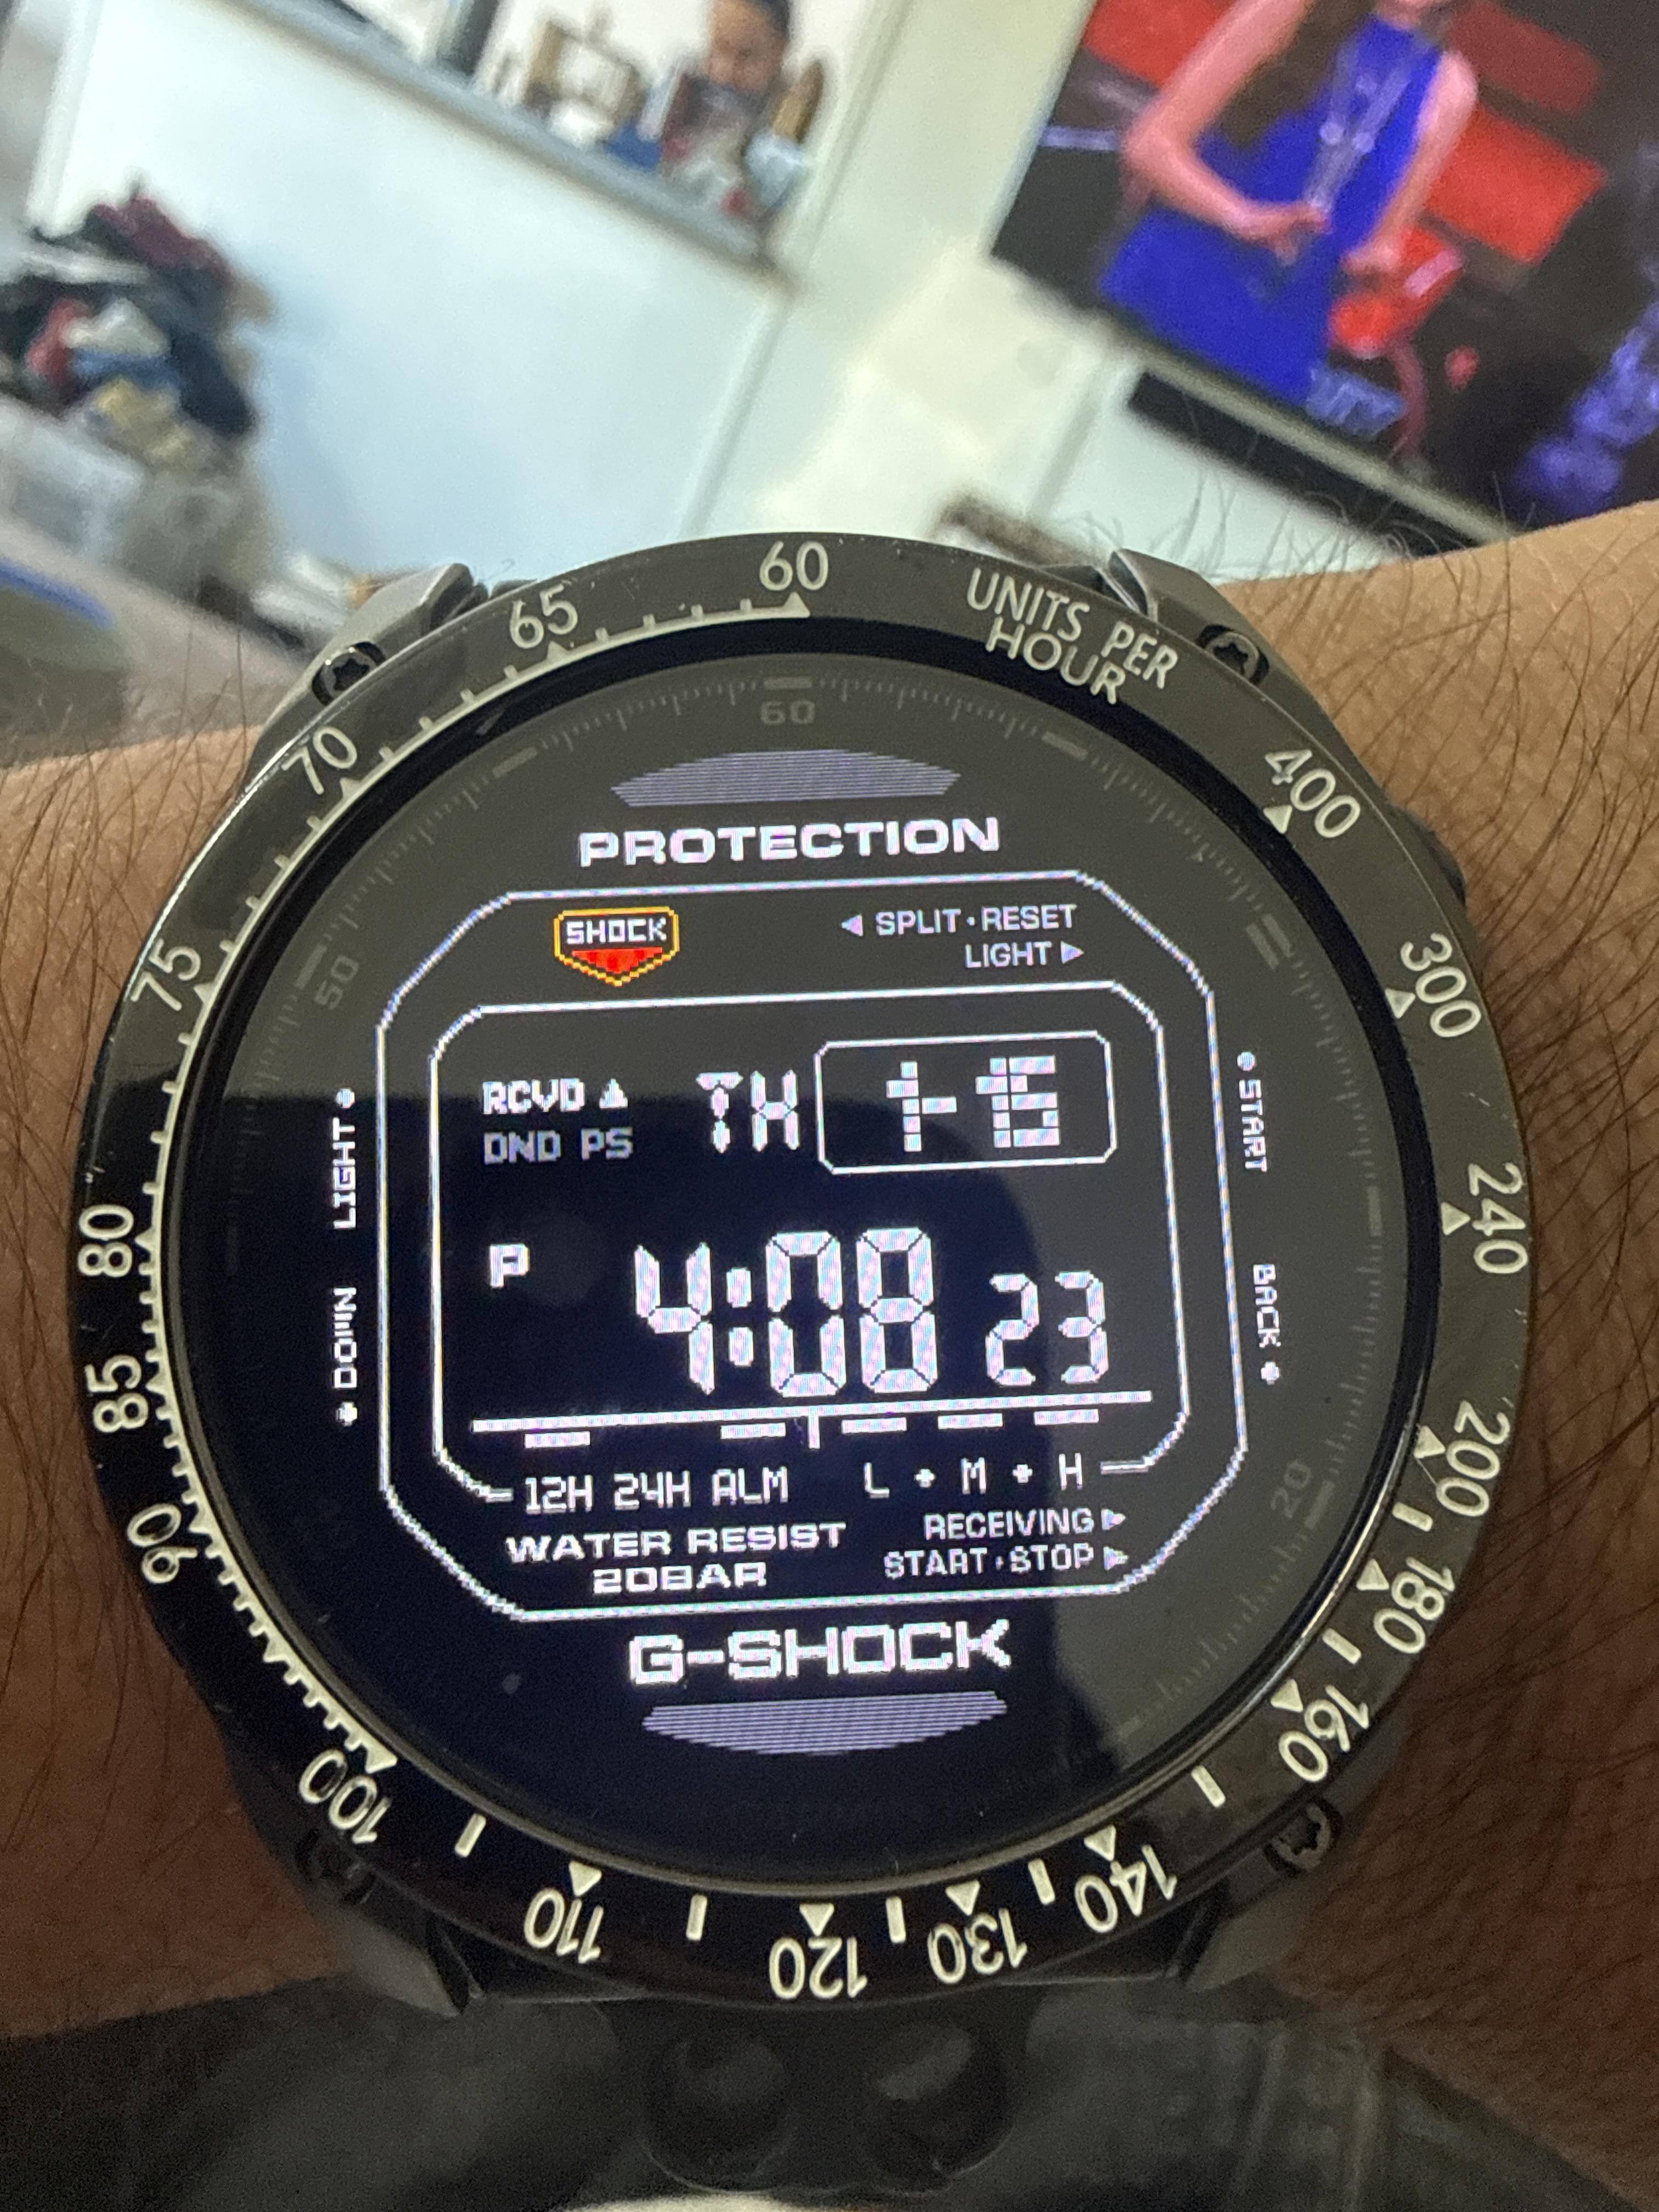 60
65
UNITS PER
HOUR
70
60
400
PROTECTION
SHOCK
SPLIT·RESET
LIGHT
75
50
300
RCVD
TH
1-15
DND PS
START
LIGHT
80
240
P
4:08 23
BACK
DOWN
85
200
12H 24H ALM
L M H
20
90
WATER RESIST
20BAR
RECEIVING
START·STOP
180
G-SHOCK
160
100
140
110
130
120